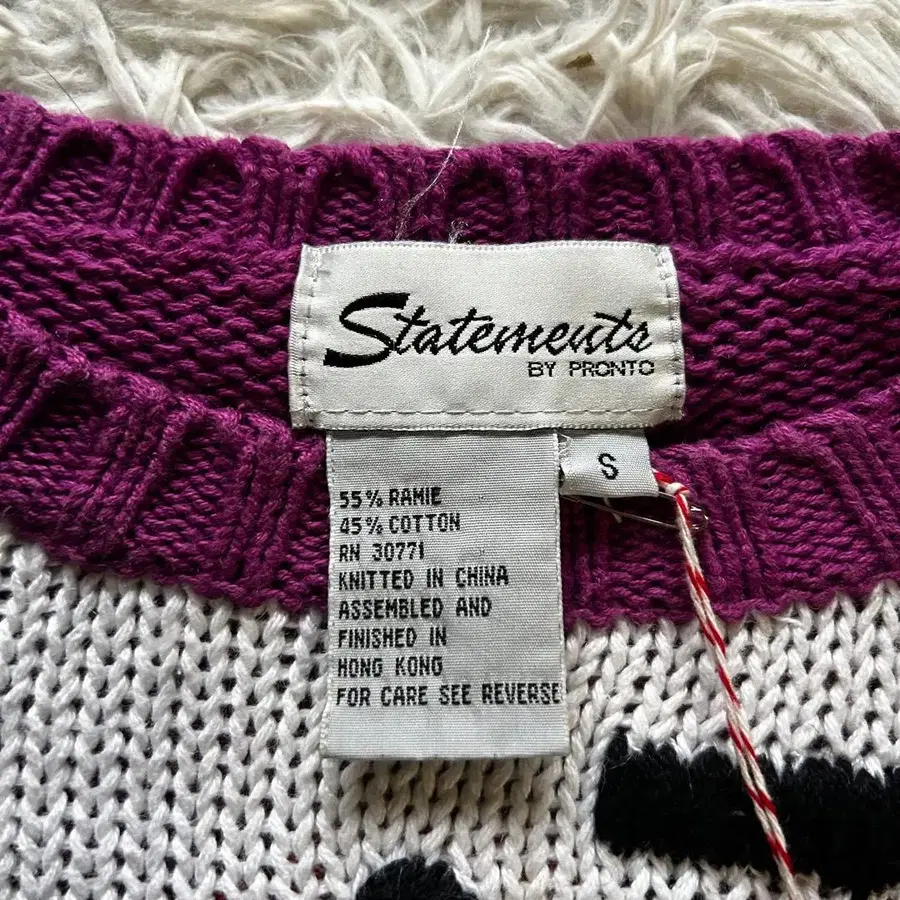 Statements
BY PRONTO
S
55% RAMIE
45% COTTON
RN 30771
KNITTED IN CHINA
ASSEMBLED AND
FINISHED IN
HONG KONG
FOR CARE SEE REVERSE